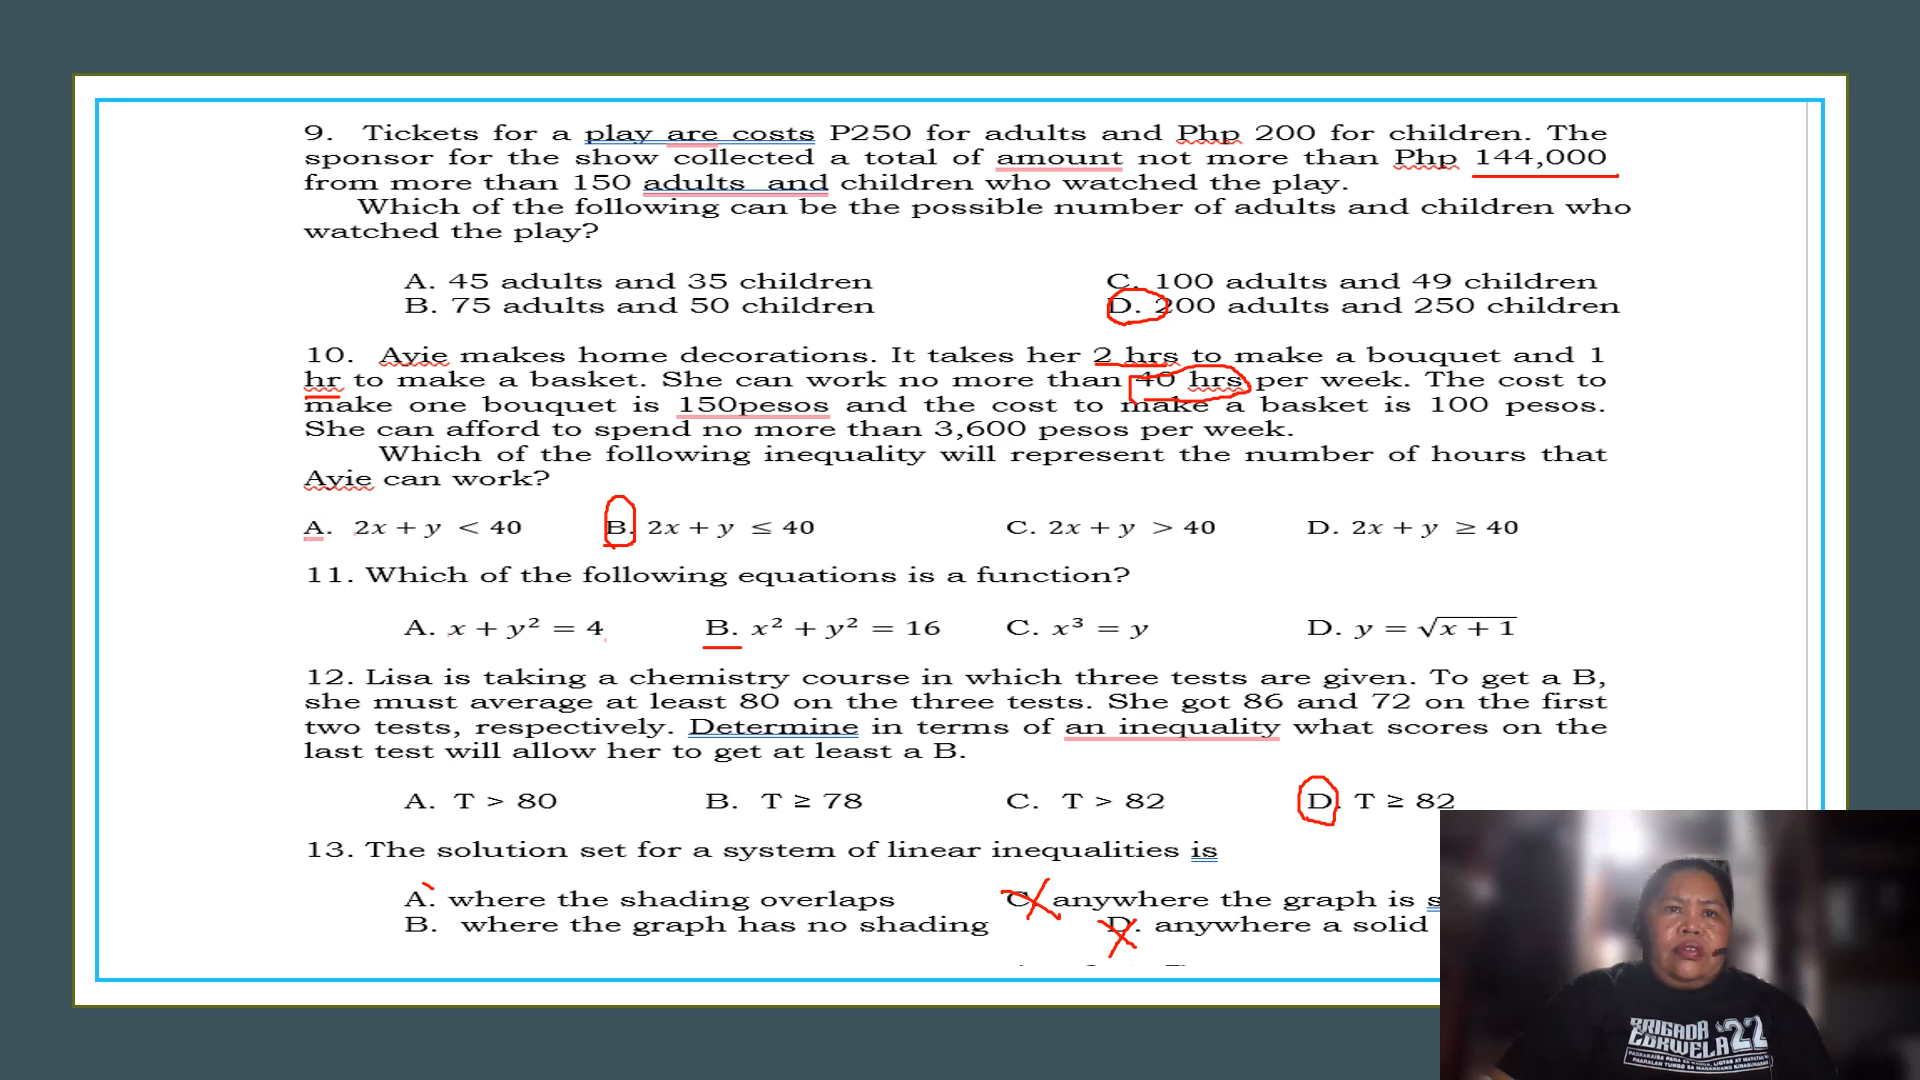 9. Tickets for a play are costs P250 for adults and Php 200 for children. The
sponsor for the show collected a total of amount not more than Php 144,000
from more than 150 adults and children who watched the play.
Which of the following can be the possible number of adults and children who
watched the play?
A. 45 adults and 35 children C. 100 adults and 49 children
B. 75 adults and 50 children D. 200 adults and 250 children
10. Avie makes home decorations. It takes her 2 hrs to make a bouquet and 1
hr to make a basket. She can work no more than 40 hrs per week. The cost to
make one bouquet is 150pesos and the cost to make a basket is 100 pesos.
She can afford to spend no more than 3,600 pesos per week.
Which of the following inequality will represent the number of hours that
Avie can work?
A. 2x + y < 40 B. 2x + y ≤ 40 C. 2x + y > 40 D. 2x + y ≥ 40
11. Which of the following equations is a function?
A. x + y² = 4 B. x² + y² = 16 C. x³ = y D. y = √(x + 1)
12. Lisa is taking a chemistry course in which three tests are given. To get a B,
she must average at least 80 on the three tests. She got 86 and 72 on the first
two tests, respectively. Determine in terms of an inequality what scores on the
last test will allow her to get at least a B.
A. T > 80 B. T ≥ 78 C. T > 82 D. T ≥ 82
13. The solution set for a system of linear inequalities is
A. where the shading overlaps C. anywhere the graph is s
B. where the graph has no shading D. anywhere a solid
BRIGADA
ESKWELA '22